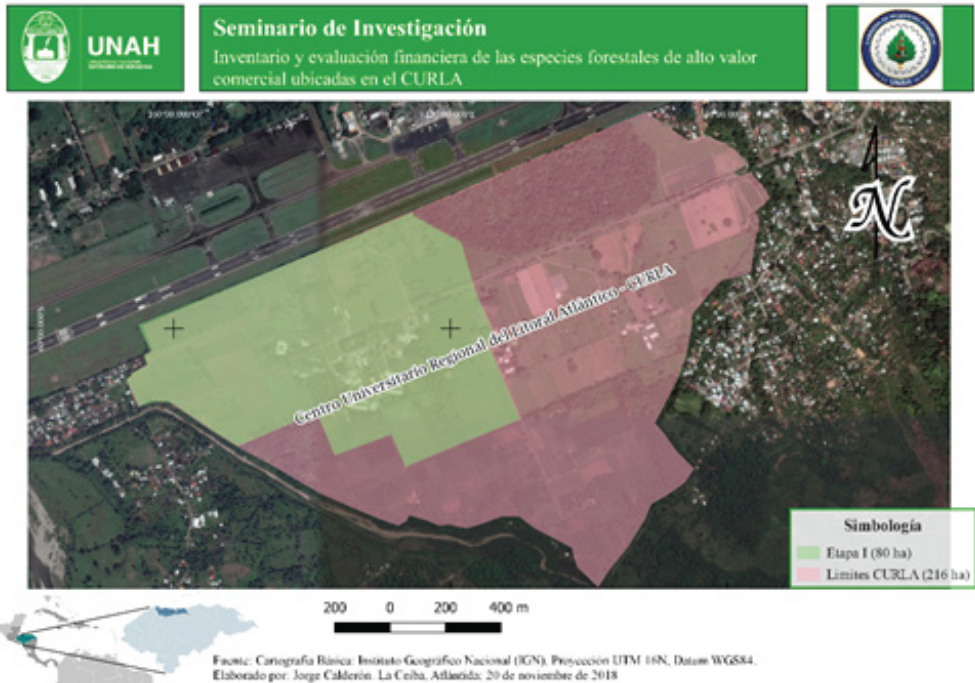 UNAH
Seminario de Investigación
Inventario y evaluación financiera de las especies forestales de alto valor
comercial ubicadas en el CURLA
N
Centro Universitario Regional del Litoral Atlántico - CURLA
Simbología
Etapa I (80 ha)
Limites CURLA (216 ha)
200 0 200 400 m
Fuente: Cartografía Básica: Instituto Geográfico Nacional (IGN), Proyección UTM 16N, Datum WGS84.
Elaborado por: Jorge Calderón. La Ceiba, Atlántida; 20 de noviembre de 2018